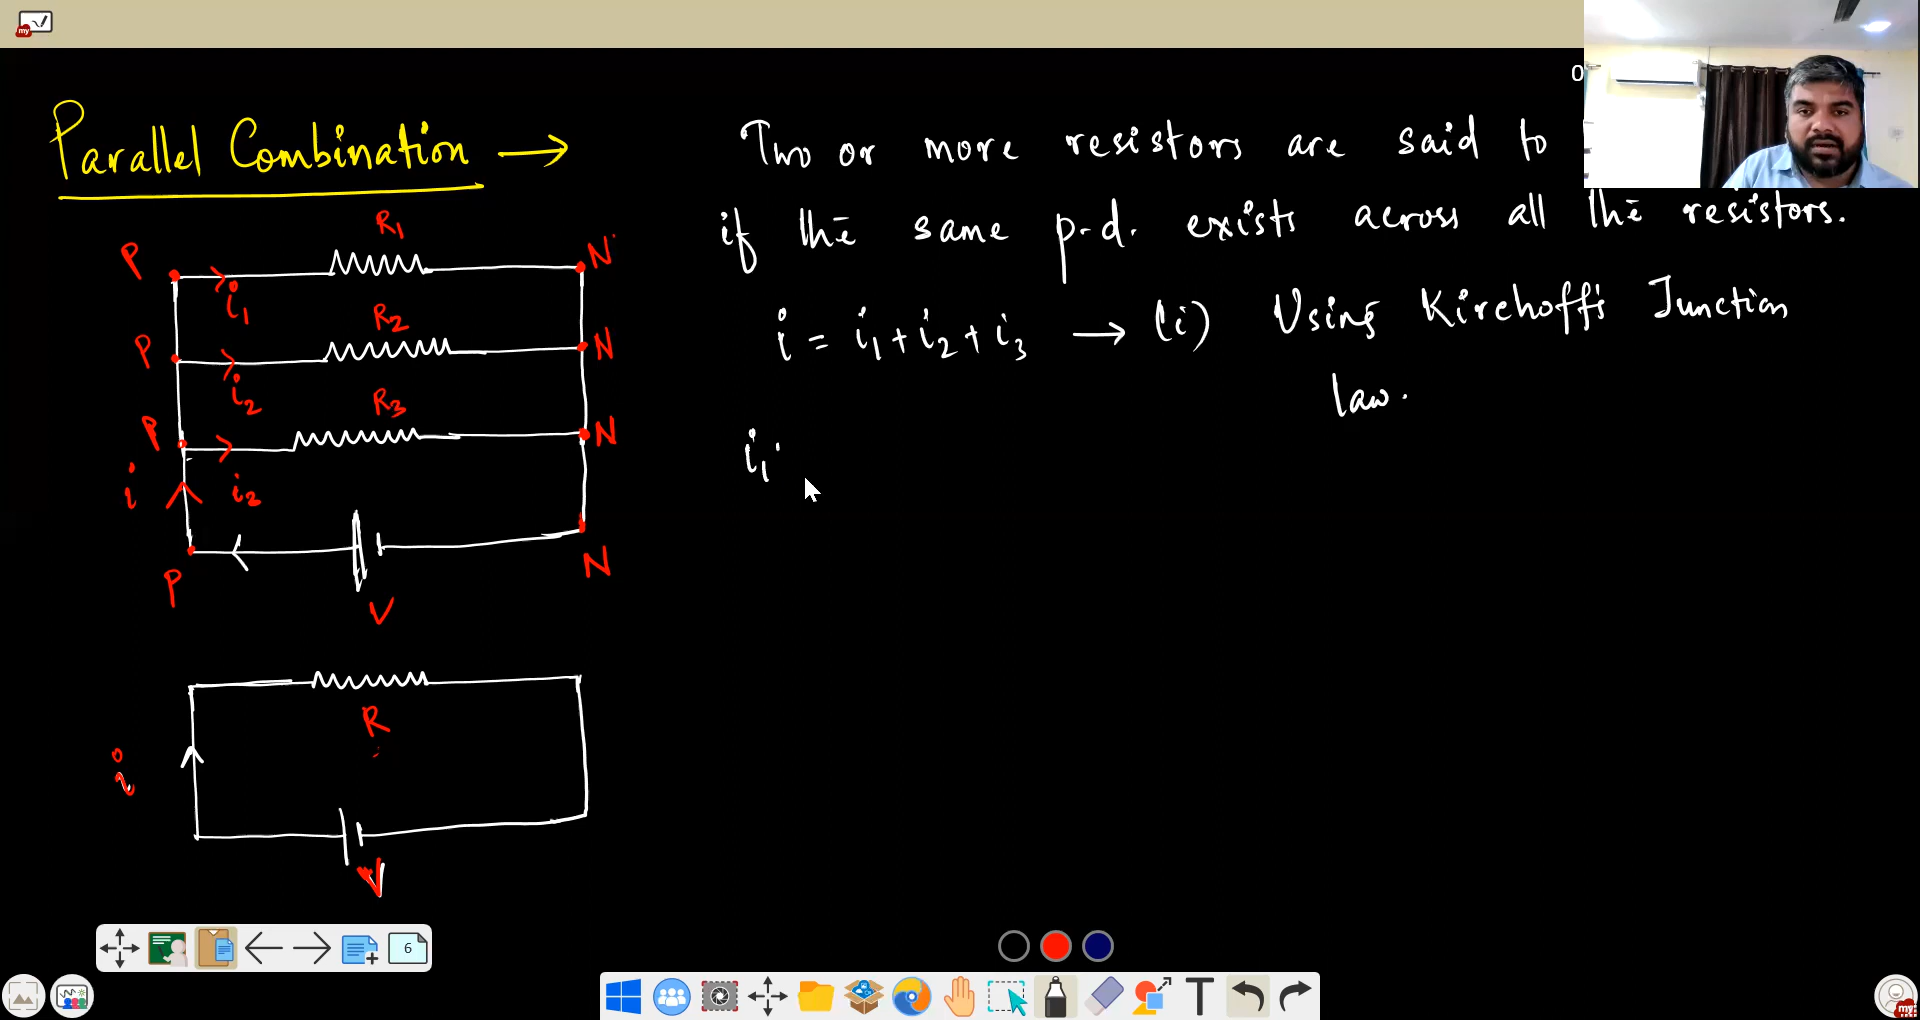 Parallel Combination →
Two or more resistors are said to
if the same p.d. exists across all the resistors.
i = i₁ + i₂ + i₃ → (i) Using Kirchoff's Junction
law.
i₁
P R₁ N
i₁
P R₂ N
i₂
P R₃ N
i i₂
P N
V
R
i
V
6
0